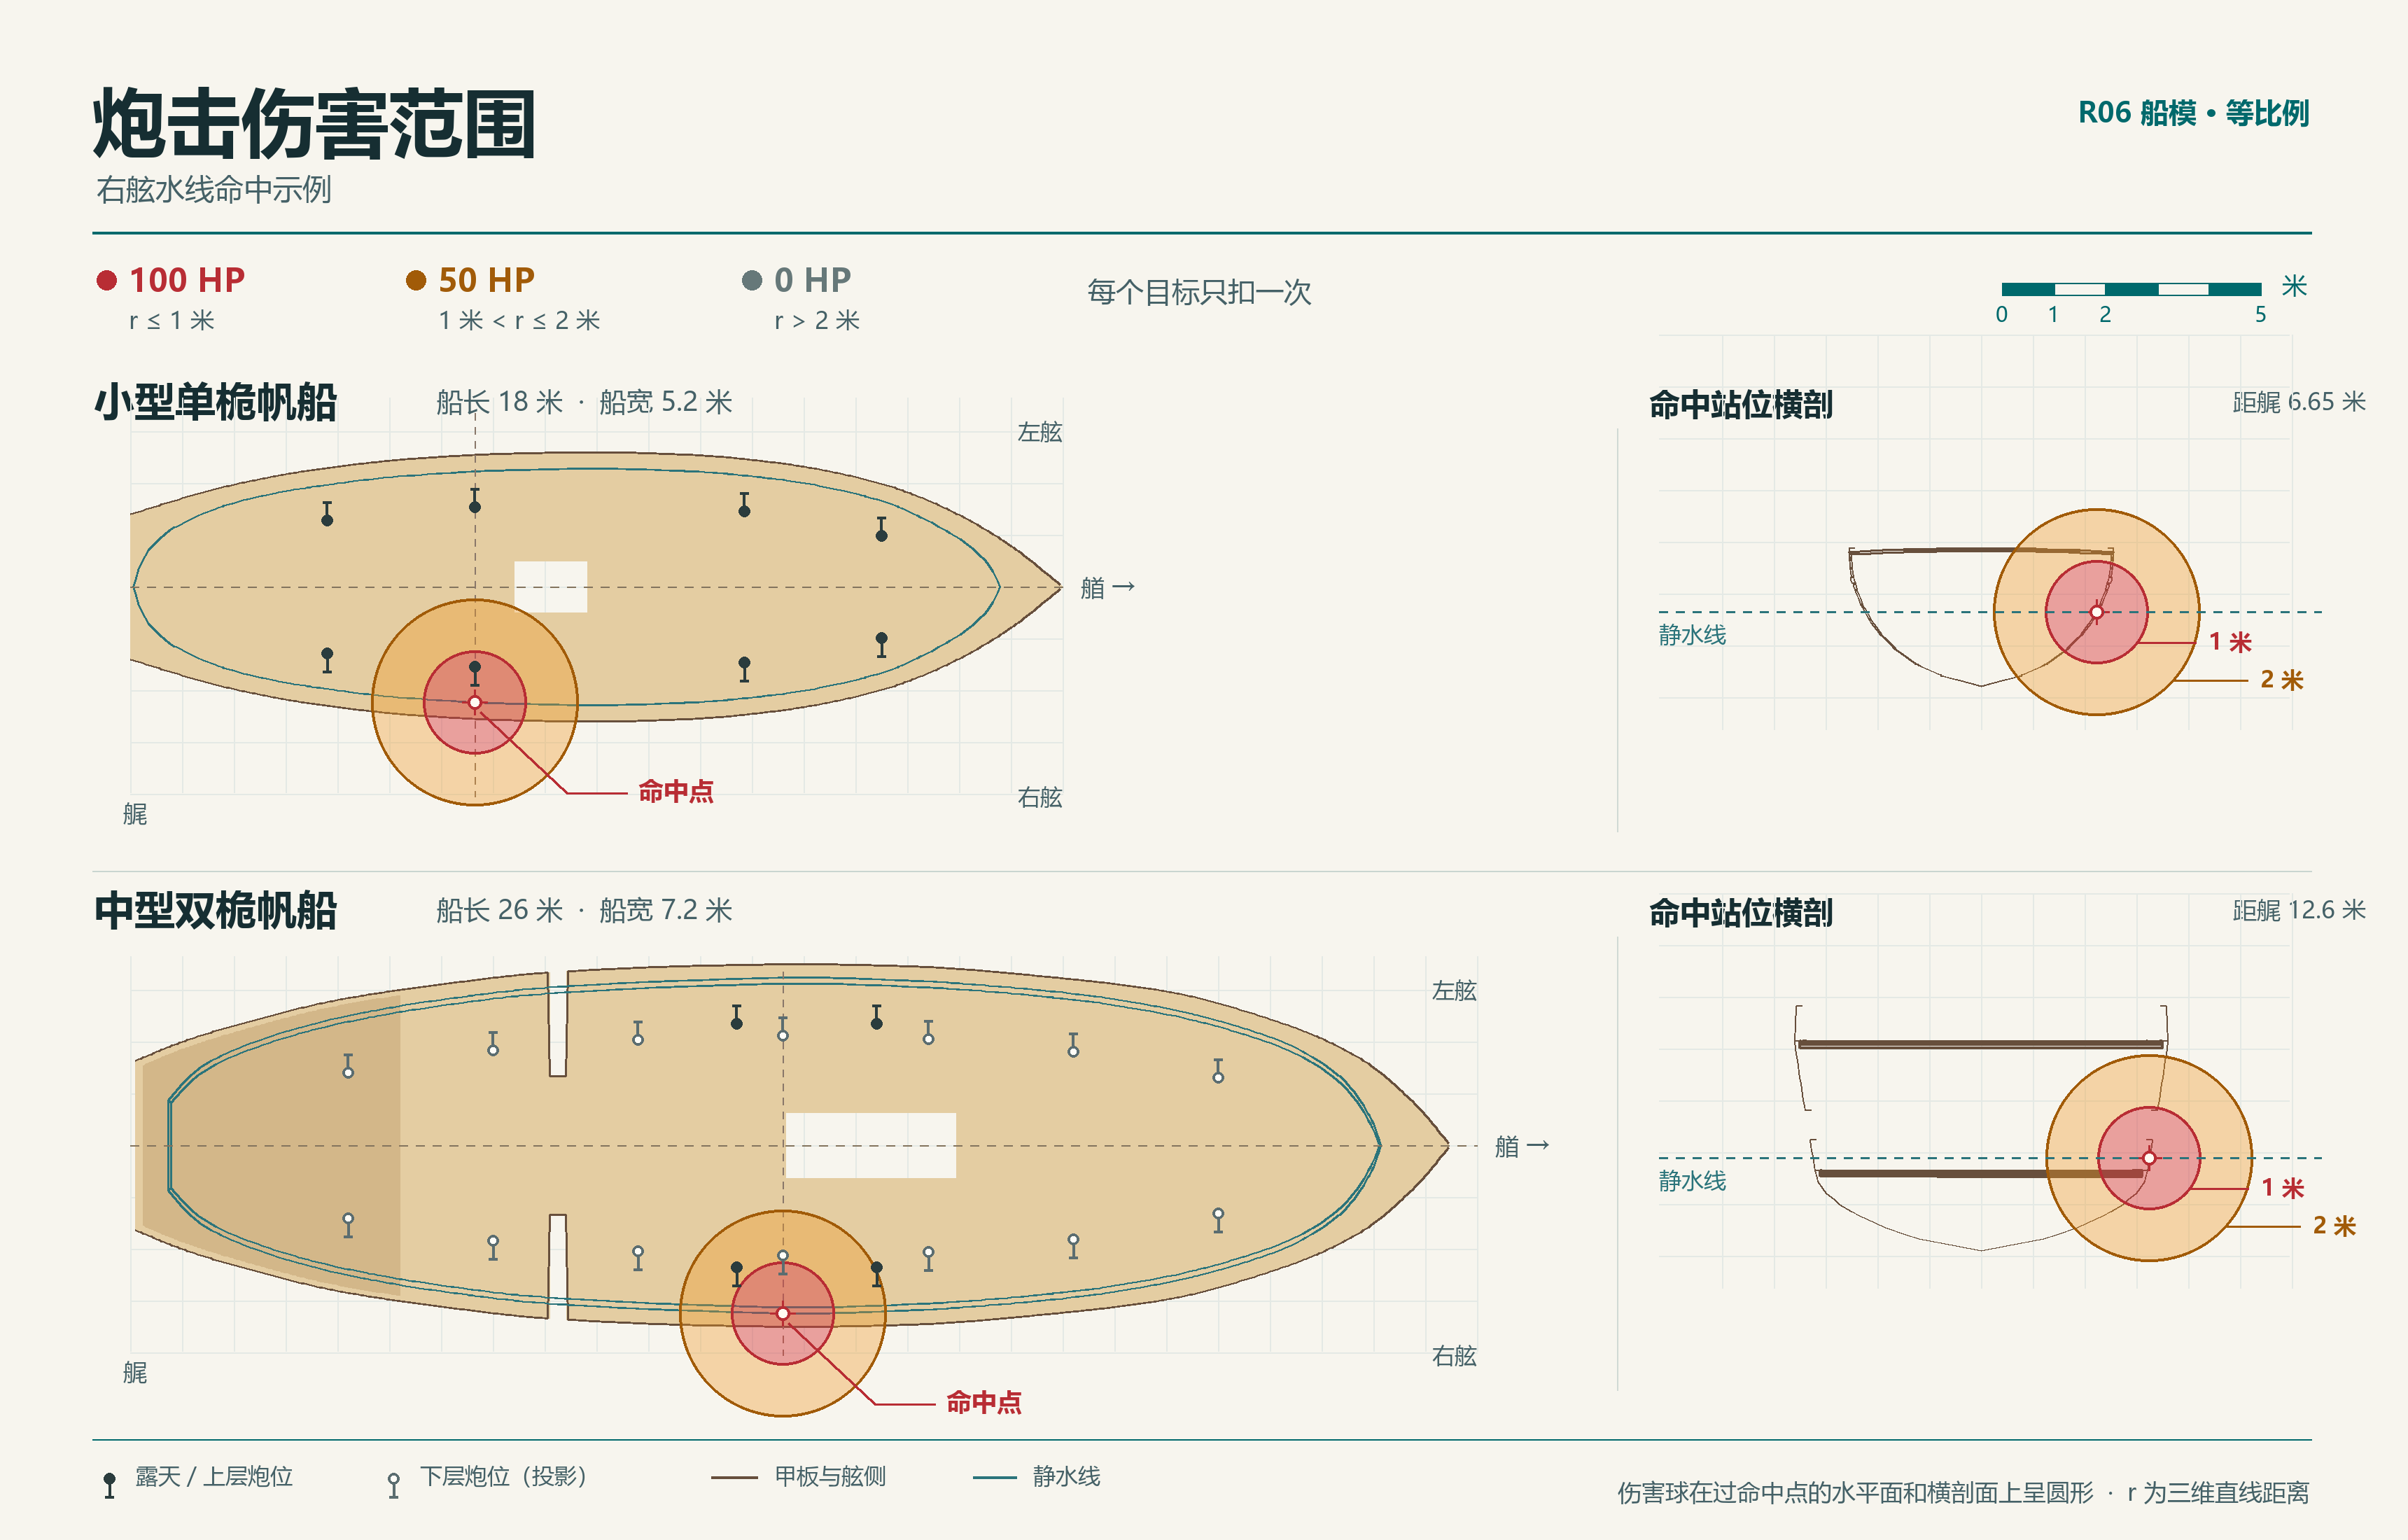 炮击伤害范围
R06 船模 • 等比例
右舷水线命中示例
100 HP
r ≤ 1 米
50 HP
1 米 < r ≤ 2 米
0 HP
r > 2 米
每个目标只扣一次
米
0 1 2 5
小型单桅帆船
船长 18 米 · 船宽 5.2 米
左舷
艏 →
命中点
右舷
艉
命中站位横剖
距艉 6.65 米
静水线
1 米
2 米
中型双桅帆船
船长 26 米 · 船宽 7.2 米
左舷
艏 →
右舷
艉
命中点
命中站位横剖
距艉 12.6 米
静水线
1 米
2 米
露天 / 上层炮位
下层炮位（投影）
甲板与舷侧
静水线
伤害球在过命中点的水平面和横剖面上呈圆形 · r 为三维直线距离